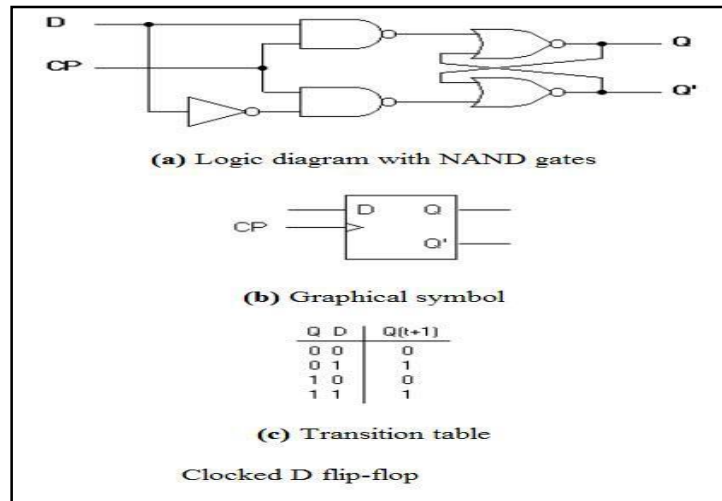 D
Q
CP
Q'
(a) Logic diagram with NAND gates
D Q
CP
Q'
(b) Graphical symbol
Q D Q(t+1)
0 0 0
0 1 1
1 0 0
1 1 1
(c) Transition table
Clocked D flip-flop